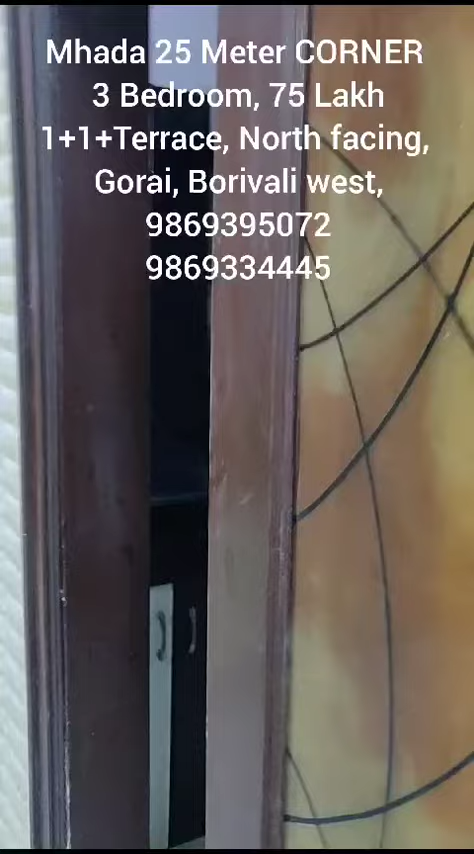 Mhada 25 Meter CORNER
3 Bedroom, 75 Lakh
1+1+Terrace, North facing,
Gorai, Borivali west,
9869395072
9869334445